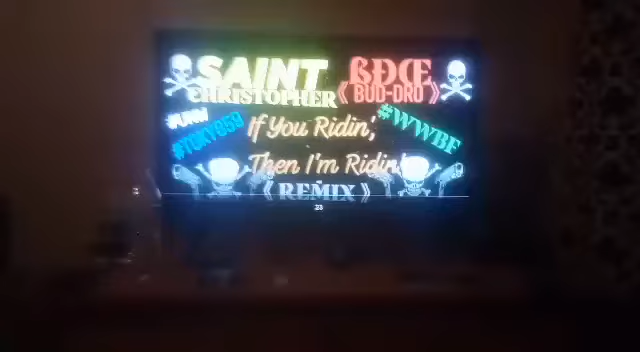 SAINT
CHRISTOPHER
ßÐŒ
《 BUD-DRO 》
#WWBF
If You Ridin',
Then I'm Ridin'
《 REMIX 》